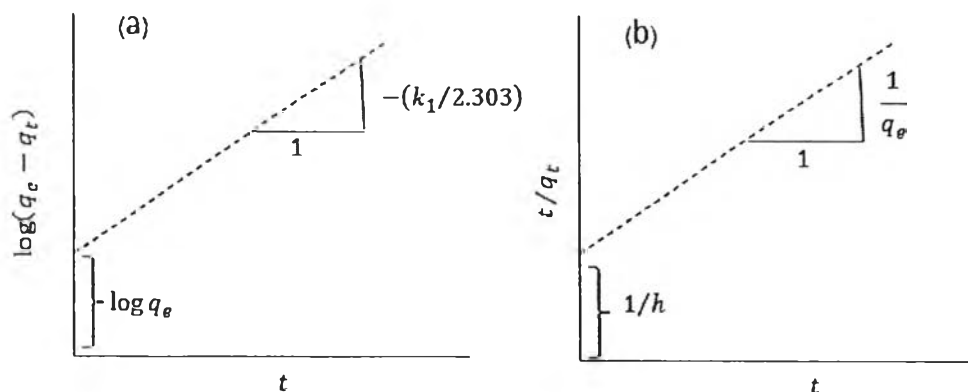 (a)
log(q_e − q_t)
−(k_1/2.303)
1
log q_e
t
(b)
t/q_t
1
q_e
1
1/h
t